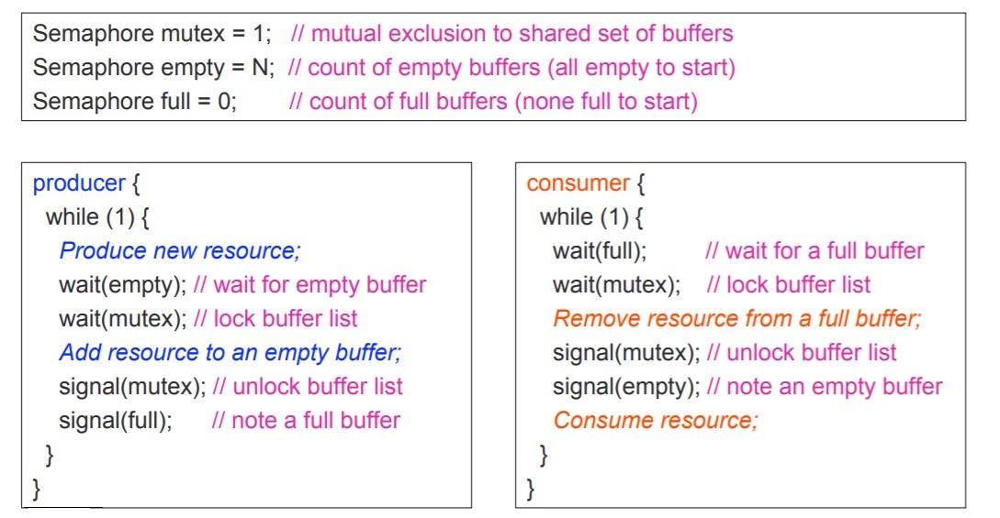 Semaphore mutex = 1; // mutual exclusion to shared set of buffers
Semaphore empty = N; // count of empty buffers (all empty to start)
Semaphore full = 0; // count of full buffers (none full to start)
producer {
while (1) {
Produce new resource;
wait(empty); // wait for empty buffer
wait(mutex); // lock buffer list
Add resource to an empty buffer;
signal(mutex); // unlock buffer list
signal(full); // note a full buffer
}
}
consumer {
while (1) {
wait(full); // wait for a full buffer
wait(mutex); // lock buffer list
Remove resource from a full buffer;
signal(mutex); // unlock buffer list
signal(empty); // note an empty buffer
Consume resource;
}
}